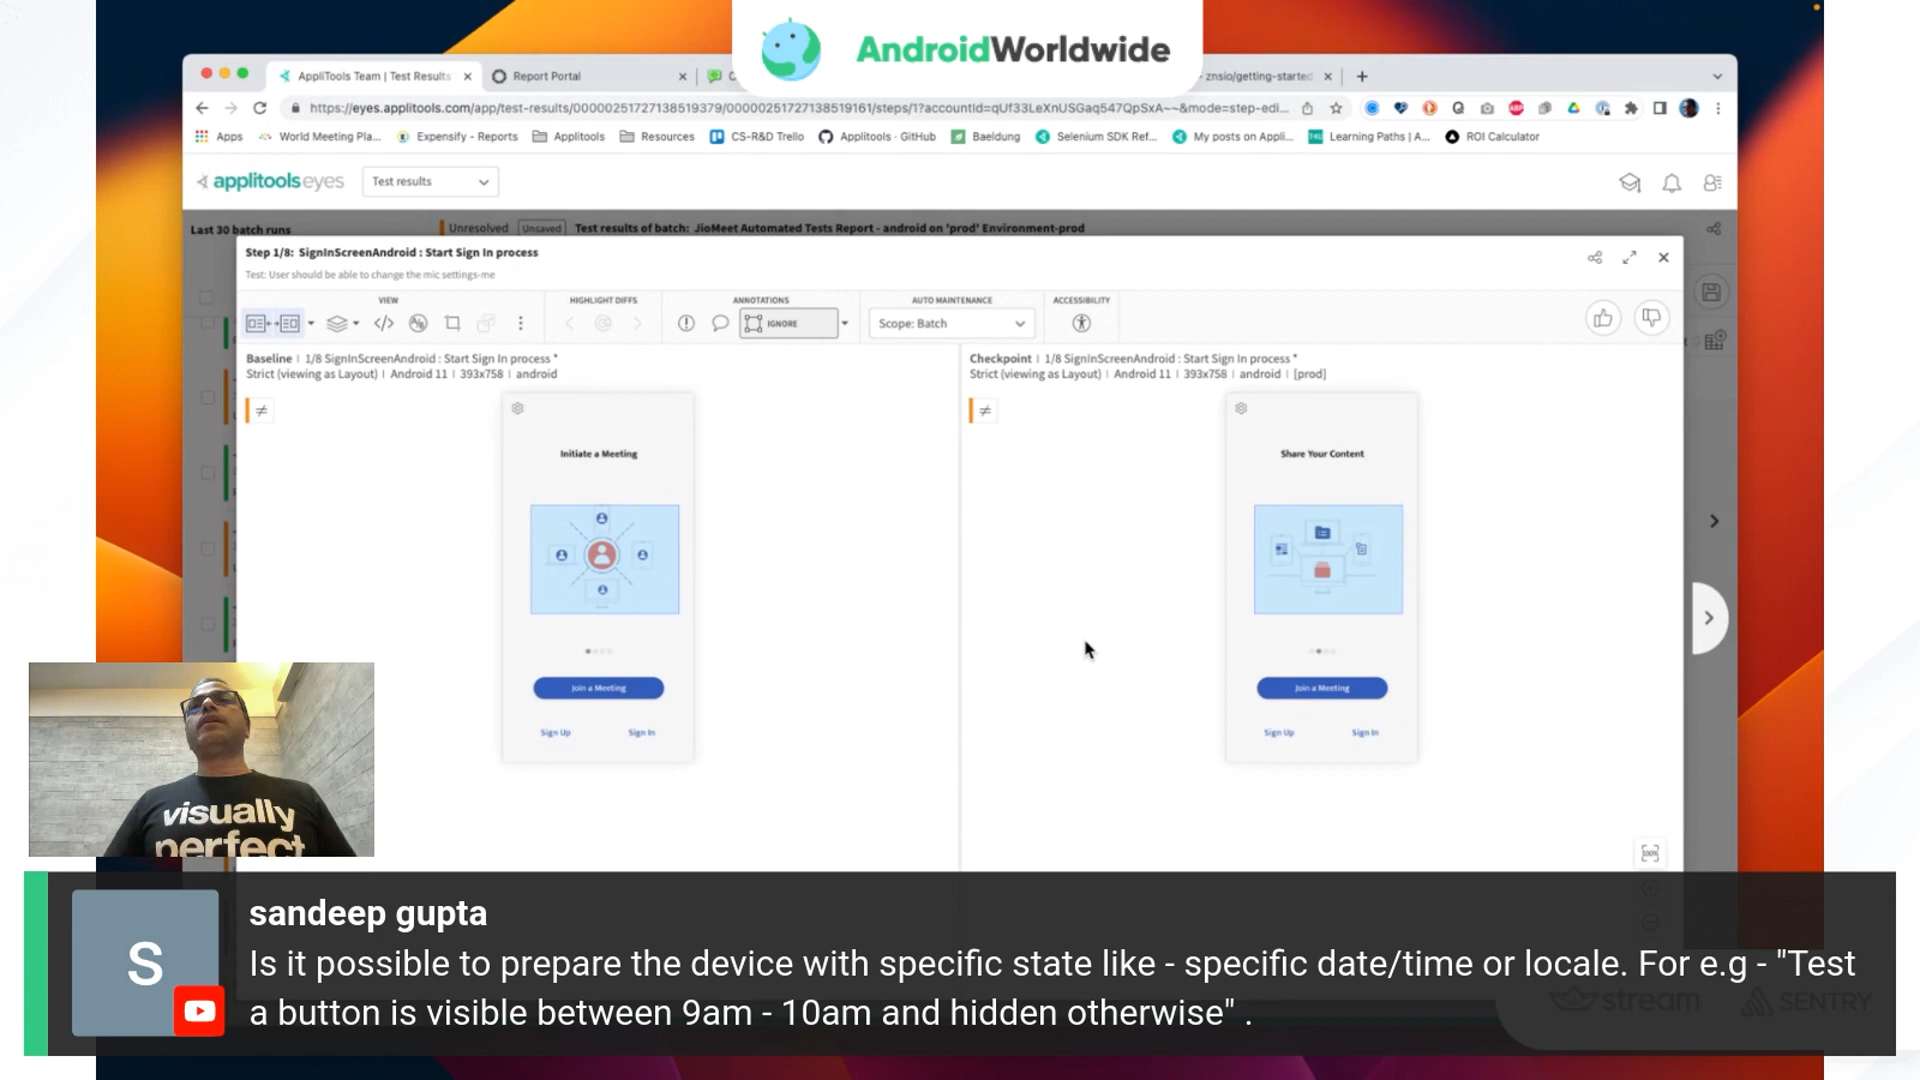 AndroidWorldwide
AppliTools Team | Test Results
Report Portal
C
znsio/getting-started
https://eyes.applitools.com/app/test-results/00000251727138519379/00000251727138519161/steps/1?accountId=qUf33LeXnUSGaq547QpSxA~~&mode=step-edi...
Apps
World Meeting Pla...
Expensify - Reports
Applitools
Resources
CS-R&D Trello
Applitools · GitHub
Baeldung
Selenium SDK Ref...
My posts on Appli...
Learning Paths | A...
ROI Calculator
applitools eyes
Test results
Last 30 batch runs
Unresolved
Unsaved
Test results of batch: JioMeet Automated Tests Report - android on 'prod' Environment-prod
Step 1/8: SignInScreenAndroid : Start Sign In process
Test: User should be able to change the mic settings-me
VIEW
HIGHLIGHT DIFFS
ANNOTATIONS
AUTO MAINTENANCE
ACCESSIBILITY
IGNORE
Scope: Batch
Baseline | 1/8 SignInScreenAndroid : Start Sign In process *
Strict (viewing as Layout) | Android 11 | 393x758 | android
Checkpoint | 1/8 SignInScreenAndroid : Start Sign In process *
Strict (viewing as Layout) | Android 11 | 393x758 | android | [prod]
≠
≠
Initiate a Meeting
Join a Meeting
Sign Up
Sign In
Share Your Content
Join a Meeting
Sign Up
Sign In
100%
visually
perfect
S
sandeep gupta
Is it possible to prepare the device with specific state like - specific date/time or locale. For e.g - "Test
a button is visible between 9am - 10am and hidden otherwise" .
stream
SENTRY